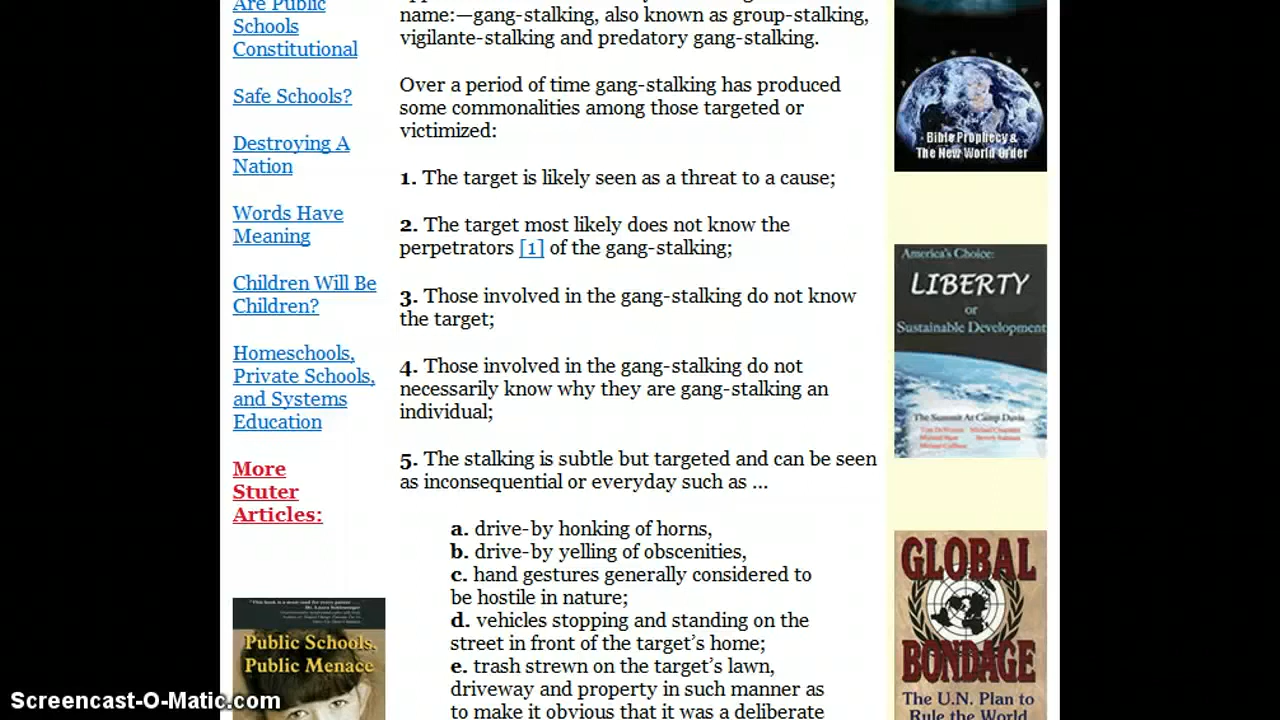 Are Public
Schools
Constitutional
Safe Schools?
Destroying A
Nation
Words Have
Meaning
Children Will Be
Children?
Homeschools,
Private Schools,
and Systems
Education
More
Stuter
Articles:
Public Schools,
Public Menace
name:—gang-stalking, also known as group-stalking,
vigilante-stalking and predatory gang-stalking.
Over a period of time gang-stalking has produced
some commonalities among those targeted or
victimized:
1. The target is likely seen as a threat to a cause;
2. The target most likely does not know the
perpetrators [1] of the gang-stalking;
3. Those involved in the gang-stalking do not know
the target;
4. Those involved in the gang-stalking do not
necessarily know why they are gang-stalking an
individual;
5. The stalking is subtle but targeted and can be seen
as inconsequential or everyday such as ...
a. drive-by honking of horns,
b. drive-by yelling of obscenities,
c. hand gestures generally considered to
be hostile in nature;
d. vehicles stopping and standing on the
street in front of the target's home;
e. trash strewn on the target's lawn,
driveway and property in such manner as
to make it obvious that it was a deliberate
Bible Prophecy &
The New World Order
America's Choice:
LIBERTY
or
Sustainable Development
The Summit At Camp Davis
GLOBAL
BONDAGE
The U.N. Plan to
Rule the World
Screencast-O-Matic.com